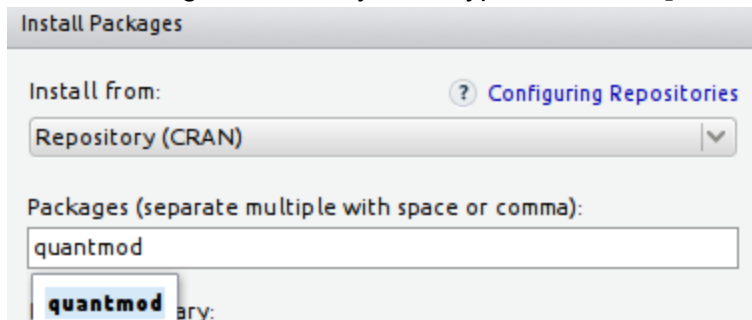 Install Packages
Install from:
? Configuring Repositories
Repository (CRAN)
Packages (separate multiple with space or comma):
quantmod
quantmod